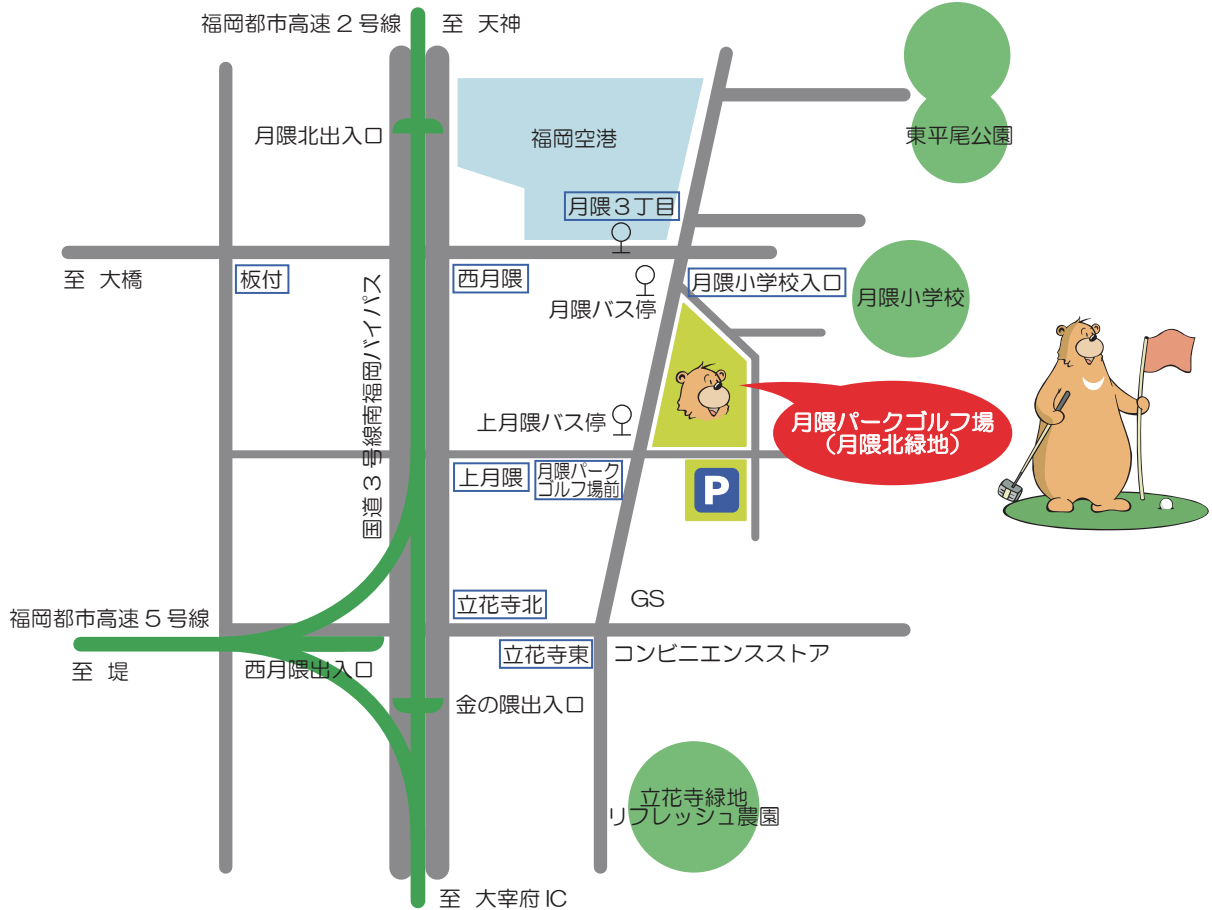 福岡都市高速2号線
至 天神
月隈北出入口
福岡空港
東平尾公園
月隈3丁目
至 大橋
板付
西月隈
月隈小学校入口
月隈小学校
月隈バス停
国道3号線南福岡バイパス
上月隈バス停
月隈パークゴルフ場
(月隈北緑地)
上月隈
月隈パーク
ゴルフ場前
P
立花寺北
GS
福岡都市高速5号線
至 堤
西月隈出入口
立花寺東
コンビニエンスストア
金の隈出入口
立花寺緑地
リフレッシュ農園
至 大宰府IC